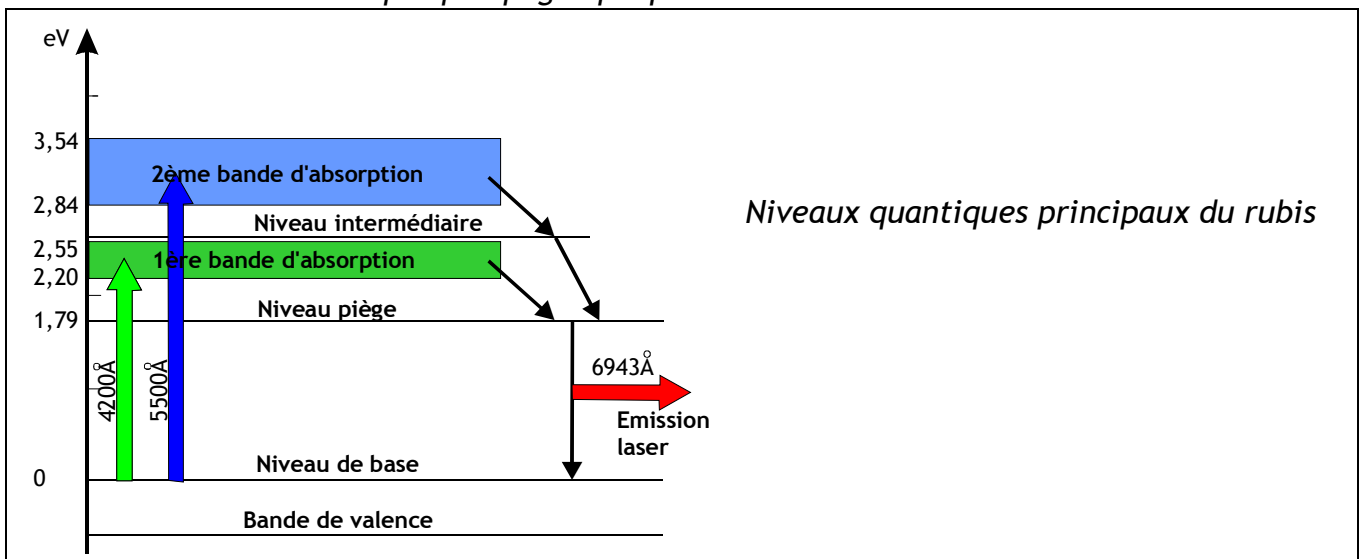 eV
3,54
2ème bande d'absorption
2,84
Niveau intermédiaire
Niveaux quantiques principaux du rubis
2,55
1ère bande d'absorption
2,20
Niveau piège
1,79
4200Å
5500Å
6943Å
Emission
laser
Niveau de base
0
Bande de valence